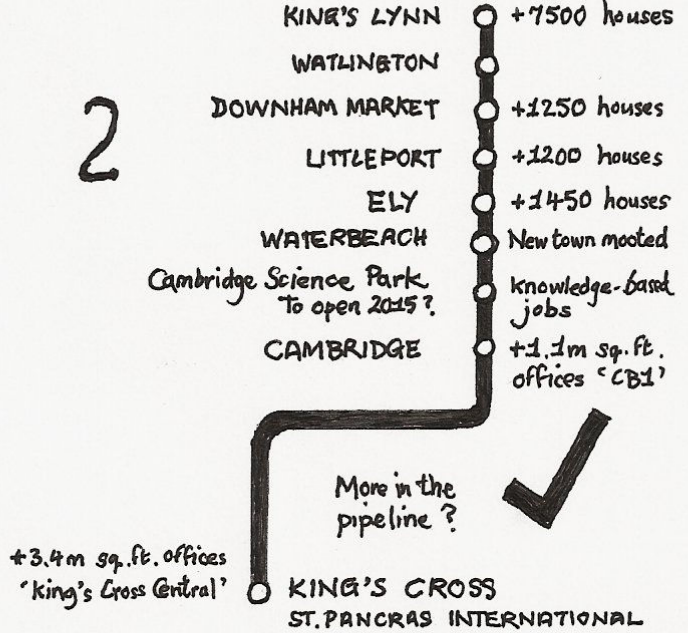 KING'S LYNN +7500 houses
WATLINGTON
2
DOWNHAM MARKET +1250 houses
LITTLEPORT +1200 houses
ELY +1450 houses
WATERBEACH New town mooted
Cambridge Science Park
To open 2015?
knowledge-based
jobs
CAMBRIDGE
+1.1m sq.ft.
offices 'CB1'
More in the
pipeline?
+3.4m sq.ft. offices
'King's Cross Central'
KING'S CROSS
ST. PANCRAS INTERNATIONAL